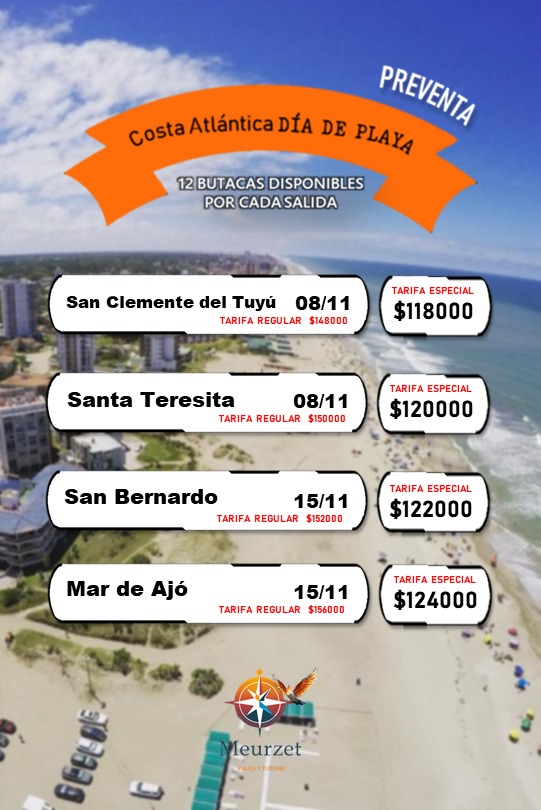 PREVENTA
Costa Atlántica DÍA DE PLAYA
12 BUTACAS DISPONIBLES
POR CADA SALIDA
San Clemente del Tuyú 08/11
TARIFA REGULAR $148000
TARIFA ESPECIAL
$118000
Santa Teresita 08/11
TARIFA REGULAR $150000
TARIFA ESPECIAL
$120000
San Bernardo 15/11
TARIFA REGULAR $152000
TARIFA ESPECIAL
$122000
Mar de Ajó 15/11
TARIFA REGULAR $156000
TARIFA ESPECIAL
$124000
Meurzet
VIAJES Y TURISMO